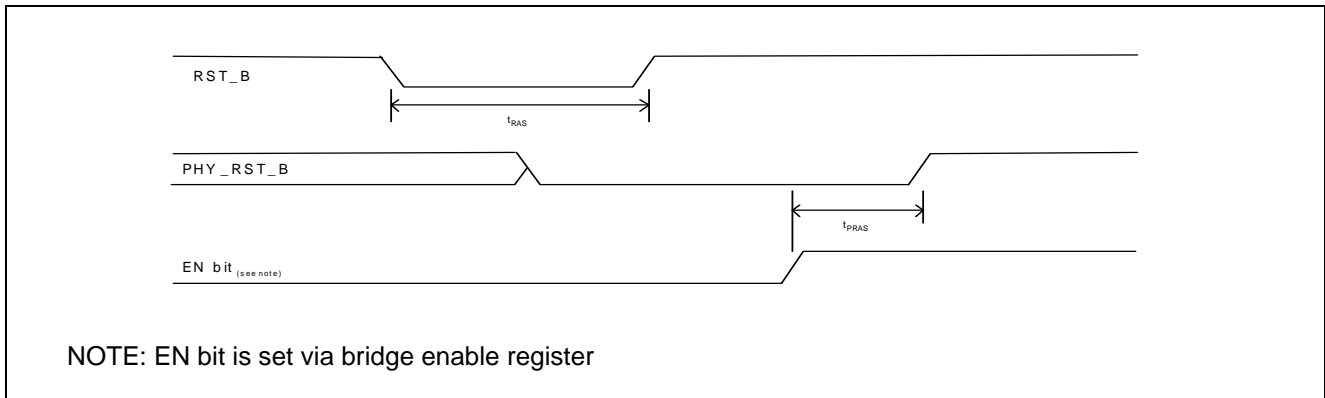 RST_B
tRAS
PHY_RST_B
tPRAS
EN bit (see note)
NOTE: EN bit is set via bridge enable register